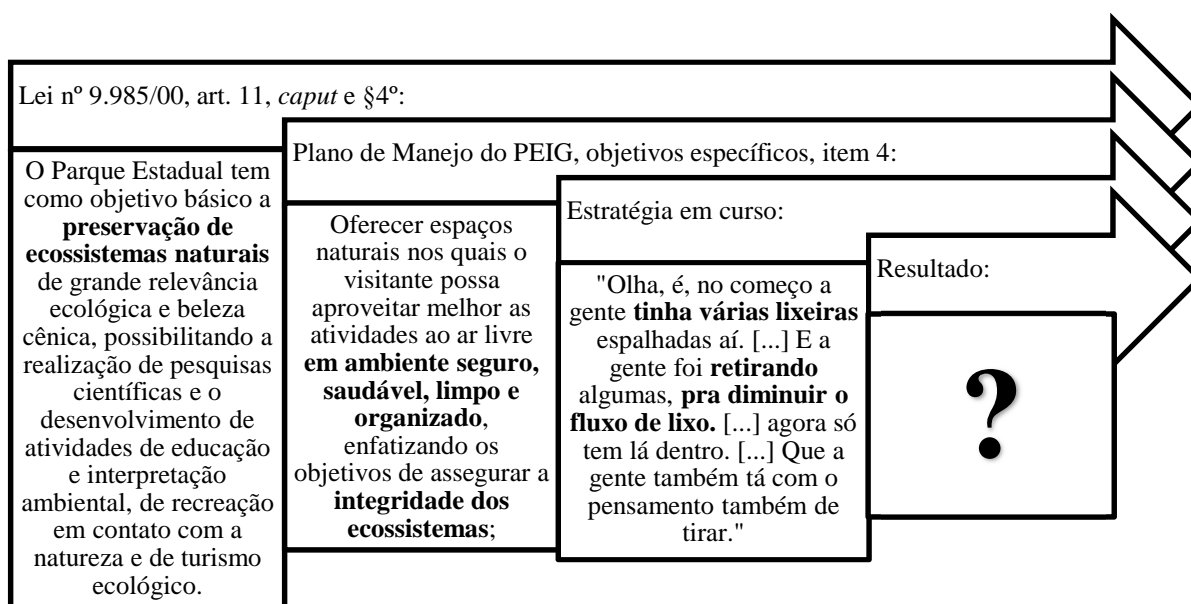 Lei nº 9.985/00, art. 11, caput e §4º:
O Parque Estadual tem
como objetivo básico a
preservação de
ecossistemas naturais
de grande relevância
ecológica e beleza
cênica, possibilitando a
realização de pesquisas
científicas e o
desenvolvimento de
atividades de educação
e interpretação
ambiental, de recreação
em contato com a
natureza e de turismo
ecológico.
Plano de Manejo do PEIG, objetivos específicos, item 4:
Oferecer espaços
naturais nos quais o
visitante possa
aproveitar melhor as
atividades ao ar livre
em ambiente seguro,
saudável, limpo e
organizado,
enfatizando os
objetivos de assegurar a
integridade dos
ecossistemas;
Estratégia em curso:
"Olha, é, no começo a
gente tinha várias lixeiras
espalhadas aí. [...] E a
gente foi retirando
algumas, pra diminuir o
fluxo de lixo. [...] agora só
tem lá dentro. [...] Que a
gente também tá com o
pensamento também de
tirar."
Resultado:
?